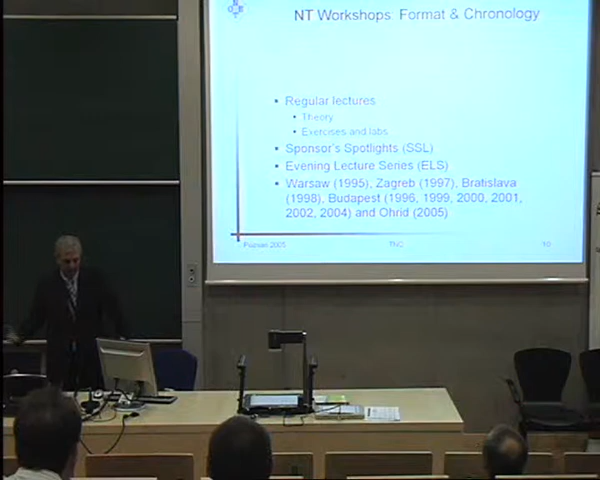 NT Workshops: Format & Chronology
• Regular lectures
• Theory
• Exercises and labs
• Sponsor's Spotlights (SSL)
• Evening Lecture Series (ELS)
• Warsaw (1995), Zagreb (1997), Bratislava
(1998), Budapest (1996, 1999, 2000, 2001,
2002, 2004) and Ohrid (2005)
Poznan 2005 TNC 10